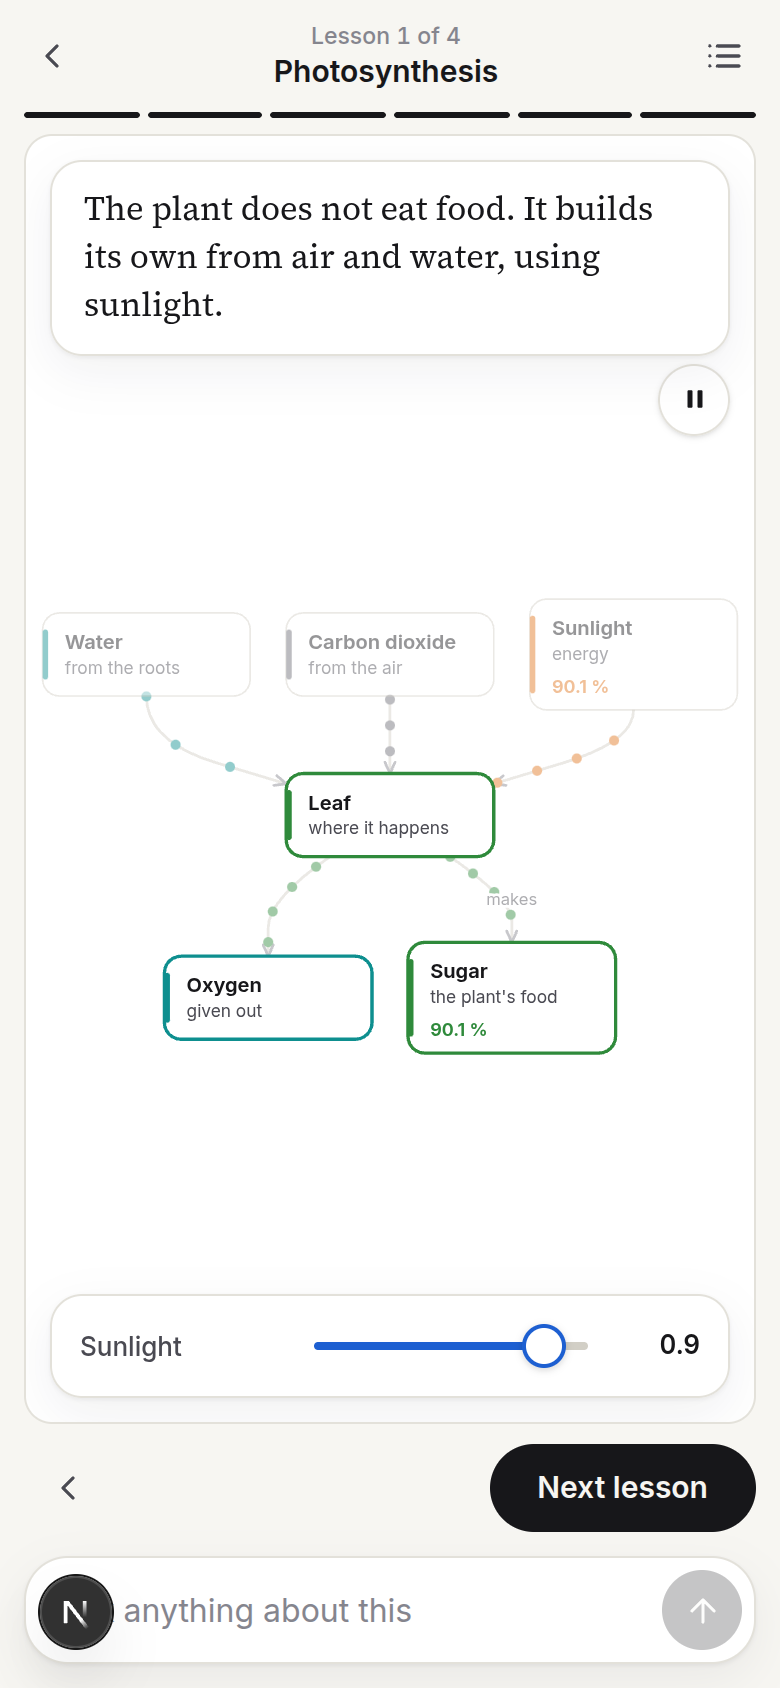 Lesson 1 of 4
Photosynthesis
The plant does not eat food. It builds
its own from air and water, using
sunlight.
Water
from the roots
Carbon dioxide
from the air
Sunlight
energy
90.1 %
Leaf
where it happens
makes
Oxygen
given out
Sugar
the plant's food
90.1 %
Sunlight
0.9
Next lesson
N
anything about this